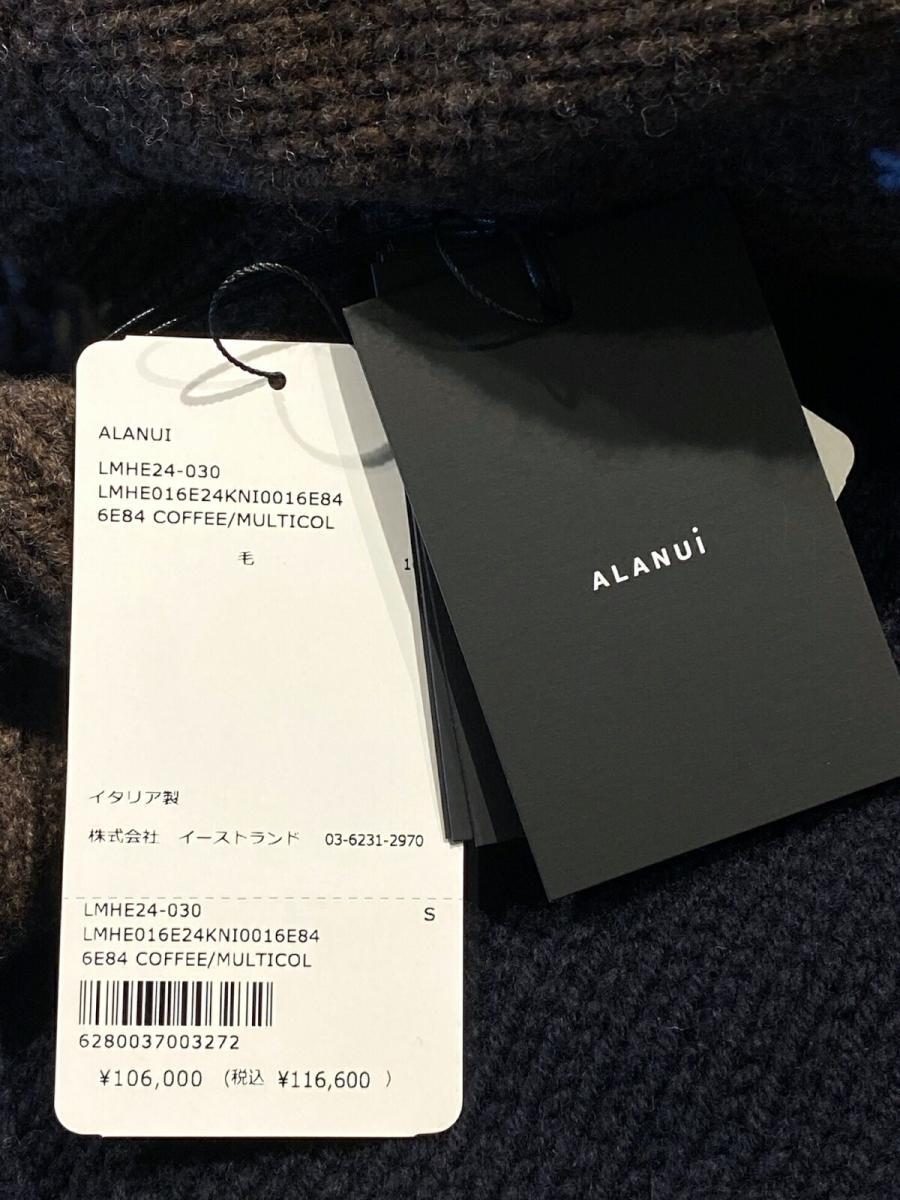 ALANUI
LMHE24-030
LMHE016E24KNI0016E84
6E84 COFFEE/MULTICOL
毛
イタリア製
株式会社 イーストランド 03-6231-2970
LMHE24-030 S
LMHE016E24KNI0016E84
6E84 COFFEE/MULTICOL
6280037003272
¥106,000 (税込 ¥116,600 )
ALANUi